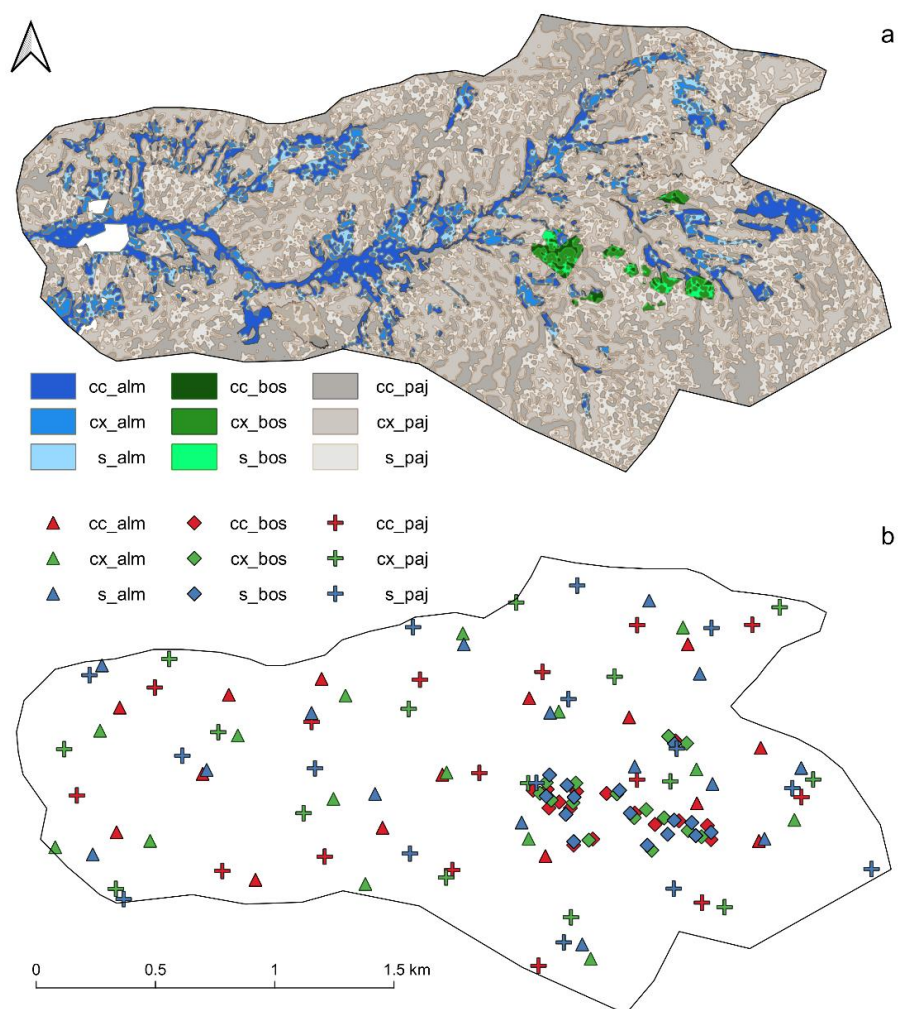 a
cc_alm cc_bos cc_paj
cx_alm cx_bos cx_paj
s_alm s_bos s_paj
cc_alm cc_bos cc_paj
b
cx_alm cx_bos cx_paj
s_alm s_bos s_paj
0 0.5 1 1.5 km